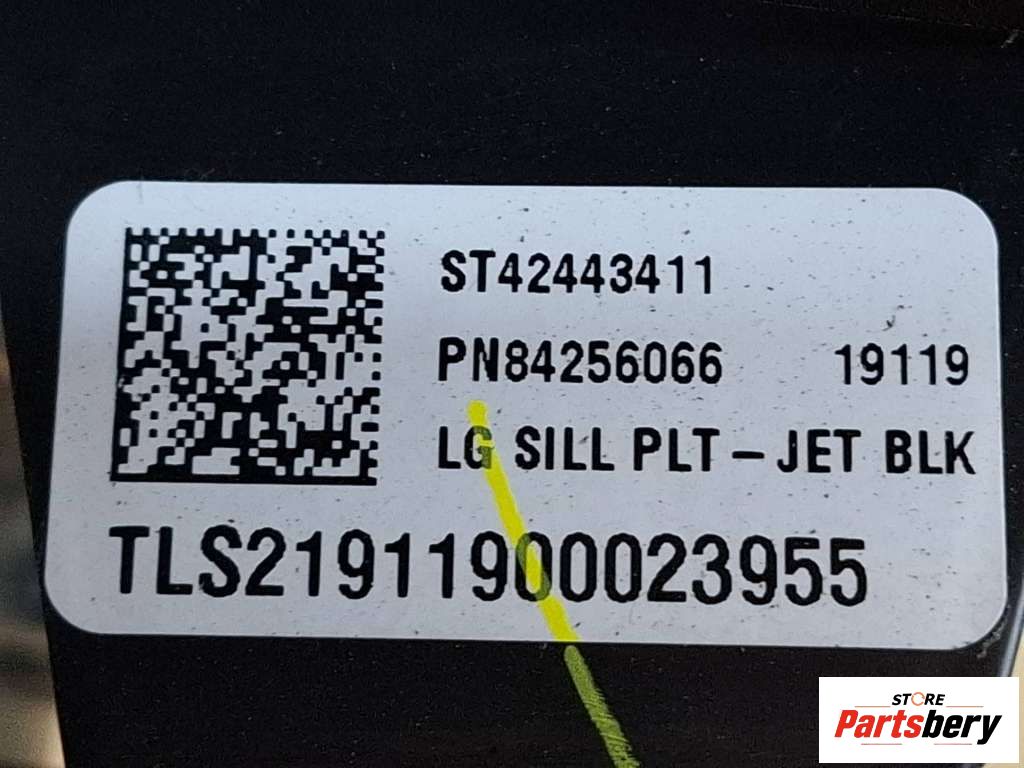 ST42443411
PN84256066 19119
LG SILL PLT – JET BLK
TLS21911900023955
STORE
Partsbery